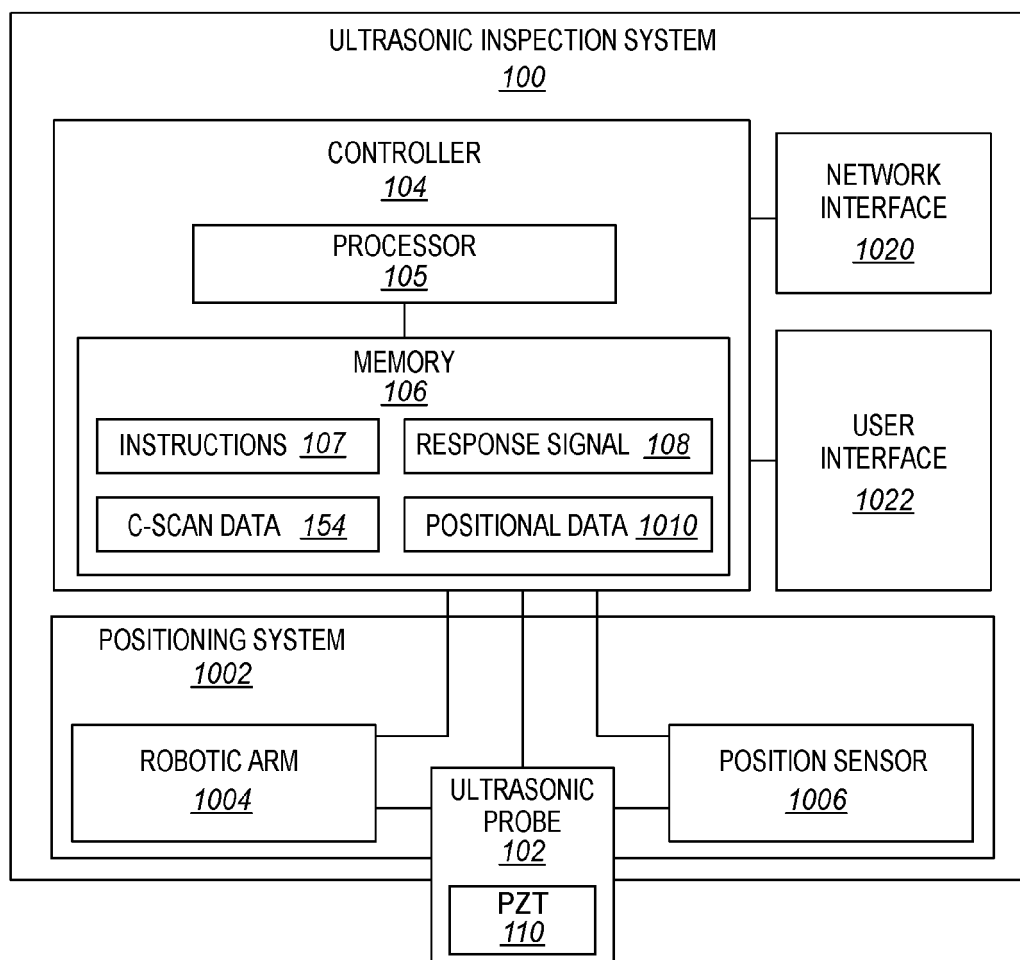 ULTRASONIC INSPECTION SYSTEM
100
CONTROLLER
104
PROCESSOR
105
MEMORY
106
INSTRUCTIONS 107
RESPONSE SIGNAL 108
C-SCAN DATA 154
POSITIONAL DATA 1010
NETWORK
INTERFACE
1020
USER
INTERFACE
1022
POSITIONING SYSTEM
1002
ROBOTIC ARM
1004
ULTRASONIC
PROBE
102
PZT
110
POSITION SENSOR
1006